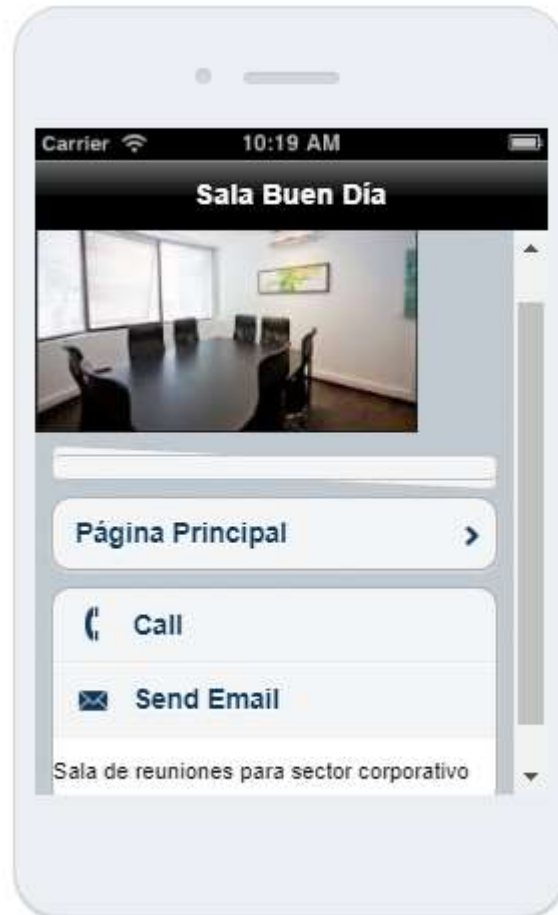 Carrier 10:19 AM
Sala Buen Día
Página Principal
Call
Send Email
Sala de reuniones para sector corporativo